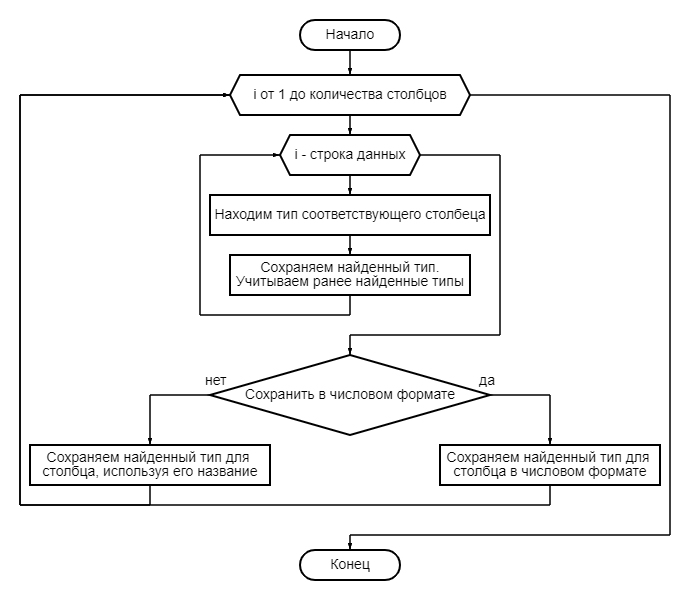 Начало
i от 1 до количества столбцов
i - строка данных
Находим тип соответствующего столбеца
Сохраняем найденный тип.
Учитываем ранее найденные типы
нет
да
Сохранить в числовом формате
Сохраняем найденный тип для
столбца, используя его название
Сохраняем найденный тип для
столбца в числовом формате
Конец